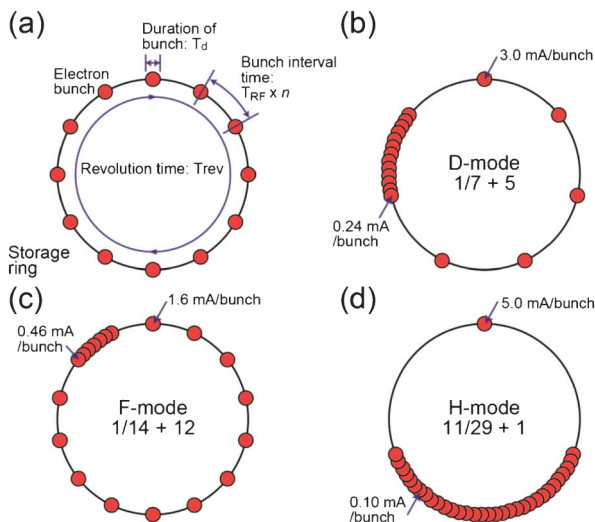 (a)
Duration of
bunch: Td
Electron
bunch
Bunch interval
time:
TRF x n
Revolution time: Trev
Storage
ring
(b)
3.0 mA/bunch
D-mode
1/7 + 5
0.24 mA
/bunch
(c)
1.6 mA/bunch
0.46 mA
/bunch
F-mode
1/14 + 12
(d)
5.0 mA/bunch
H-mode
11/29 + 1
0.10 mA
/bunch